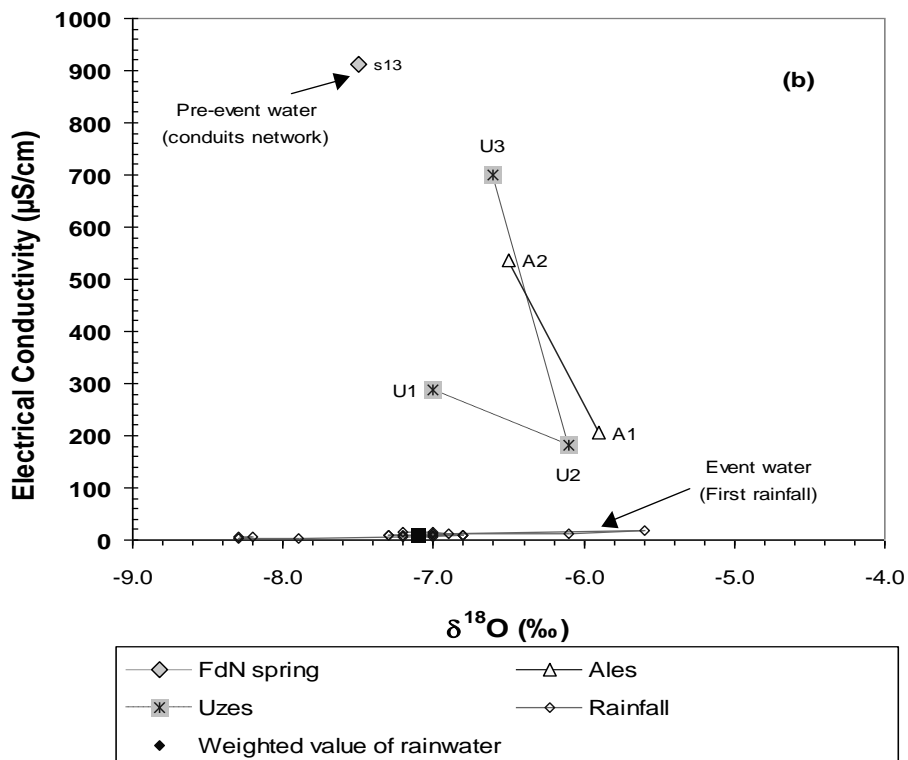 1000
900
800
700
600
500
400
300
200
100
0
Electrical Conductivity (µS/cm)
(b)
s13
Pre-event water
(conduits network)
U3
A2
U1
A1
U2
Event water
(First rainfall)
-9.0 -8.0 -7.0 -6.0 -5.0 -4.0
δ¹⁸O (‰)
FdN spring Ales
Uzes Rainfall
Weighted value of rainwater